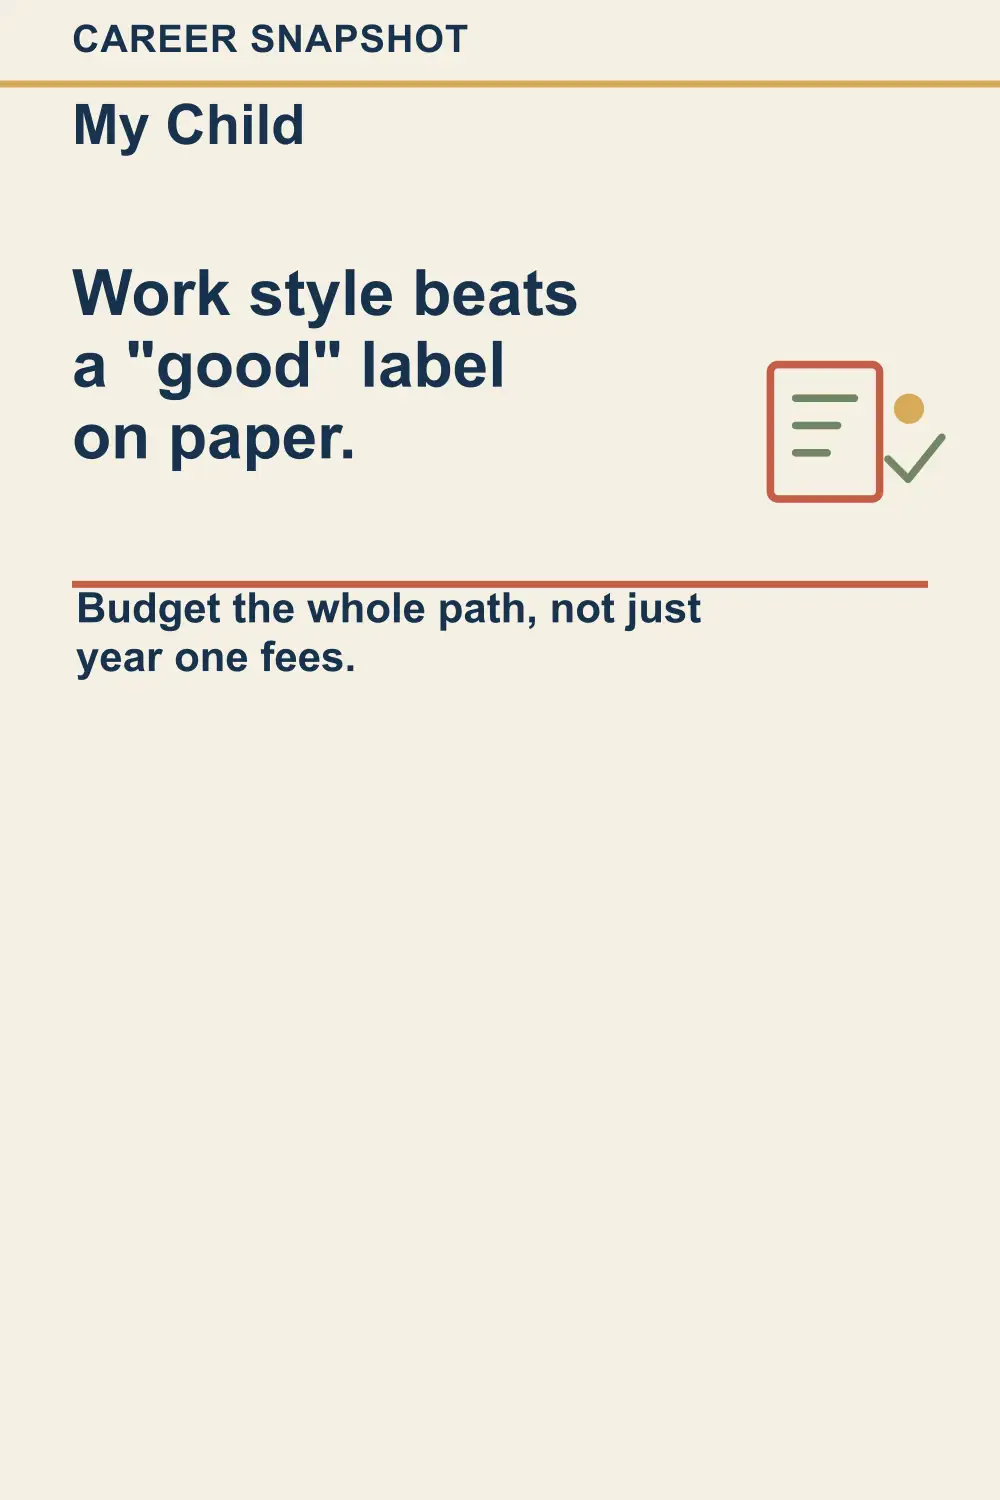 CAREER SNAPSHOT
My Child
Work style beats
a "good" label
on paper.
Budget the whole path, not just
year one fees.